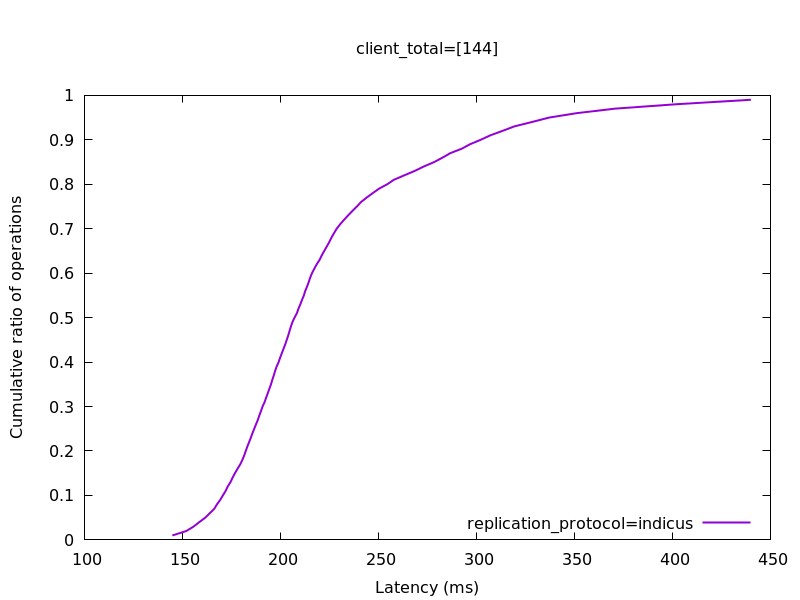 client_total=[144]
1
0.9
0.8
0.7
0.6
0.5
0.4
0.3
0.2
0.1
0
Cumulative ratio of operations
replication_protocol=indicus
100 150 200 250 300 350 400 450
Latency (ms)